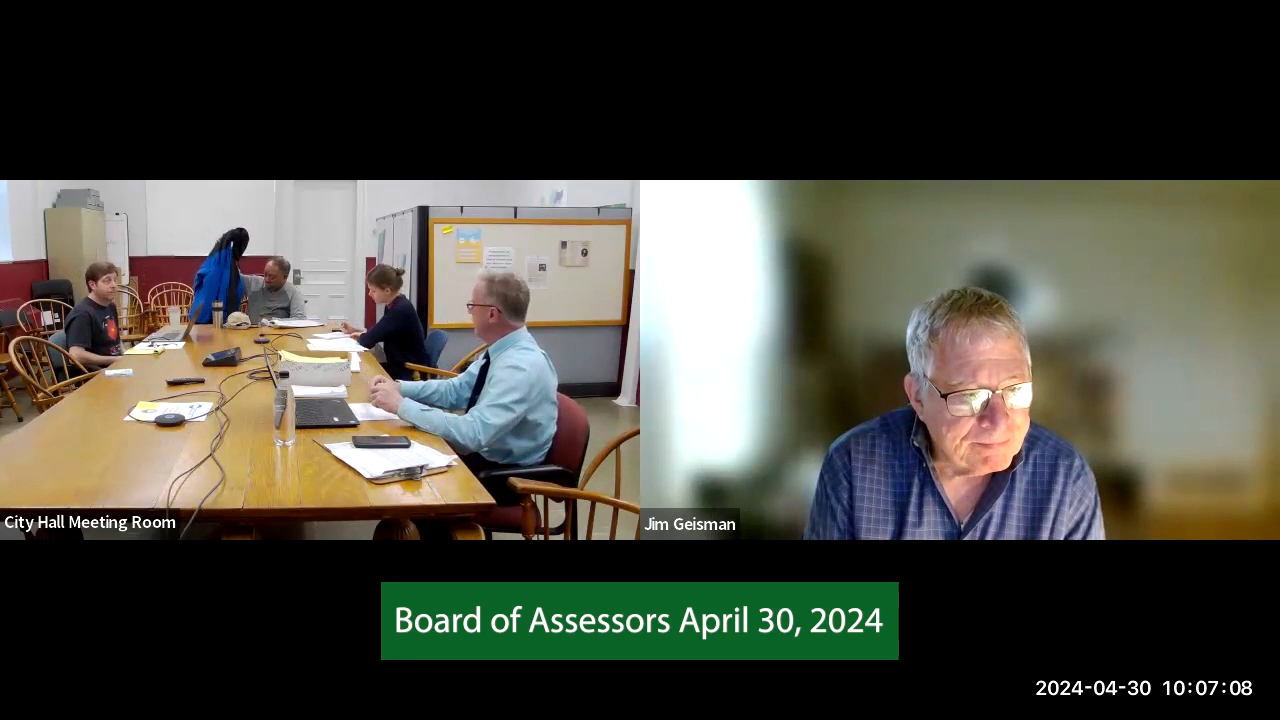 City Hall Meeting Room
Jim Geisman
Board of Assessors April 30, 2024
2024-04-30 10:07:08